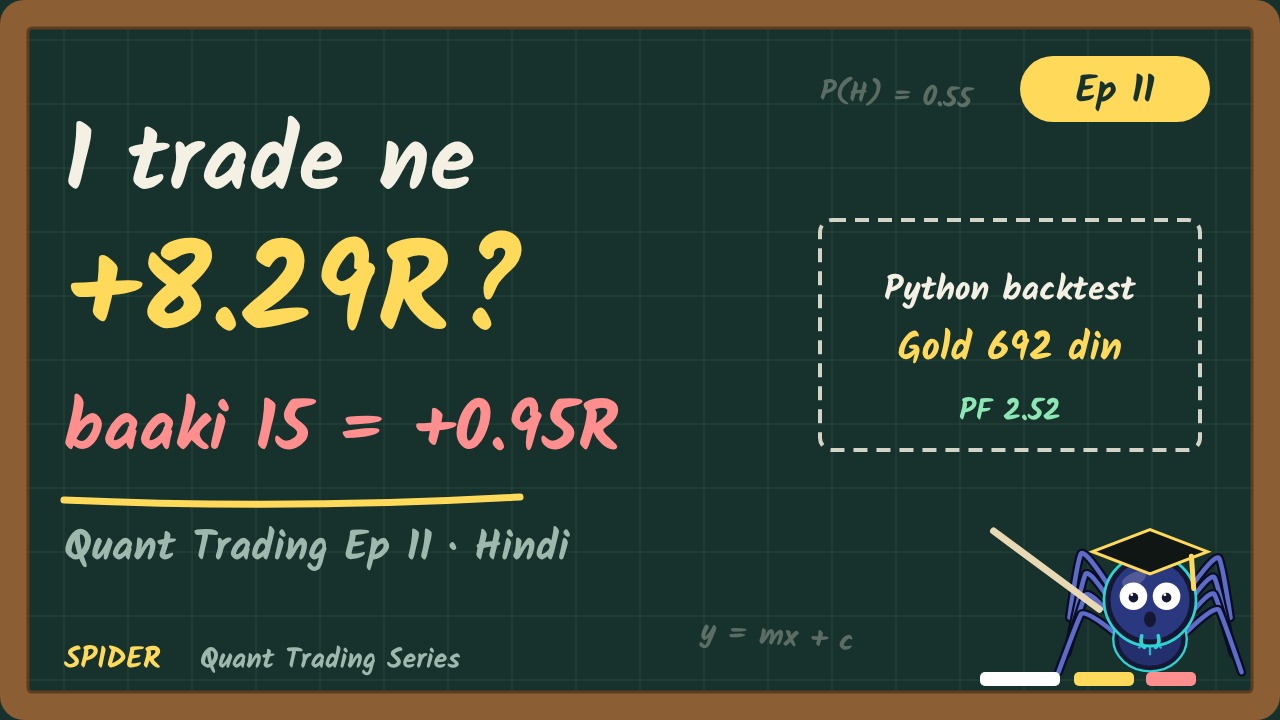 P(H) = 0.55
Ep 11
1 trade ne
+8.29R?
baaki 15 = +0.95R
Python backtest
Gold 692 din
PF 2.52
Quant Trading Ep 11 · Hindi
y = mx + c
SPIDER
Quant Trading Series